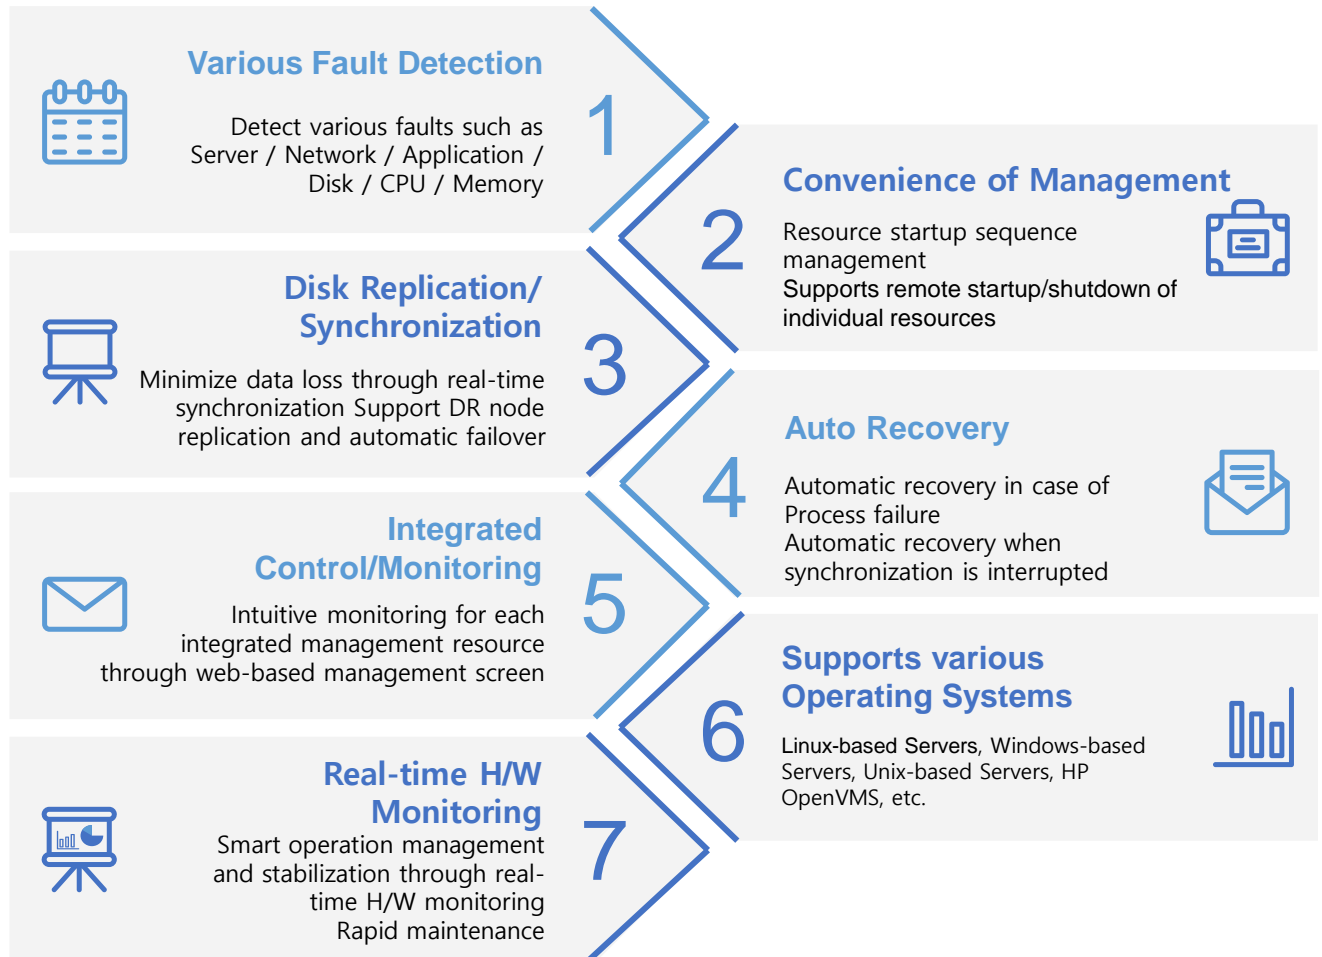 Various Fault Detection
Detect various faults such as
Server / Network / Application /
Disk / CPU / Memory
1
Convenience of Management
Resource startup sequence
management
Supports remote startup/shutdown of
individual resources
2
Disk Replication/
Synchronization
Minimize data loss through real-time
synchronization Support DR node
replication and automatic failover
3
Auto Recovery
Automatic recovery in case of
Process failure
Automatic recovery when
synchronization is interrupted
4
Integrated
Control/Monitoring
Intuitive monitoring for each
integrated management resource
through web-based management screen
5
Supports various
Operating Systems
Linux-based Servers, Windows-based
Servers, Unix-based Servers, HP
OpenVMS, etc.
6
Real-time H/W
Monitoring
Smart operation management
and stabilization through real-
time H/W monitoring
Rapid maintenance
7